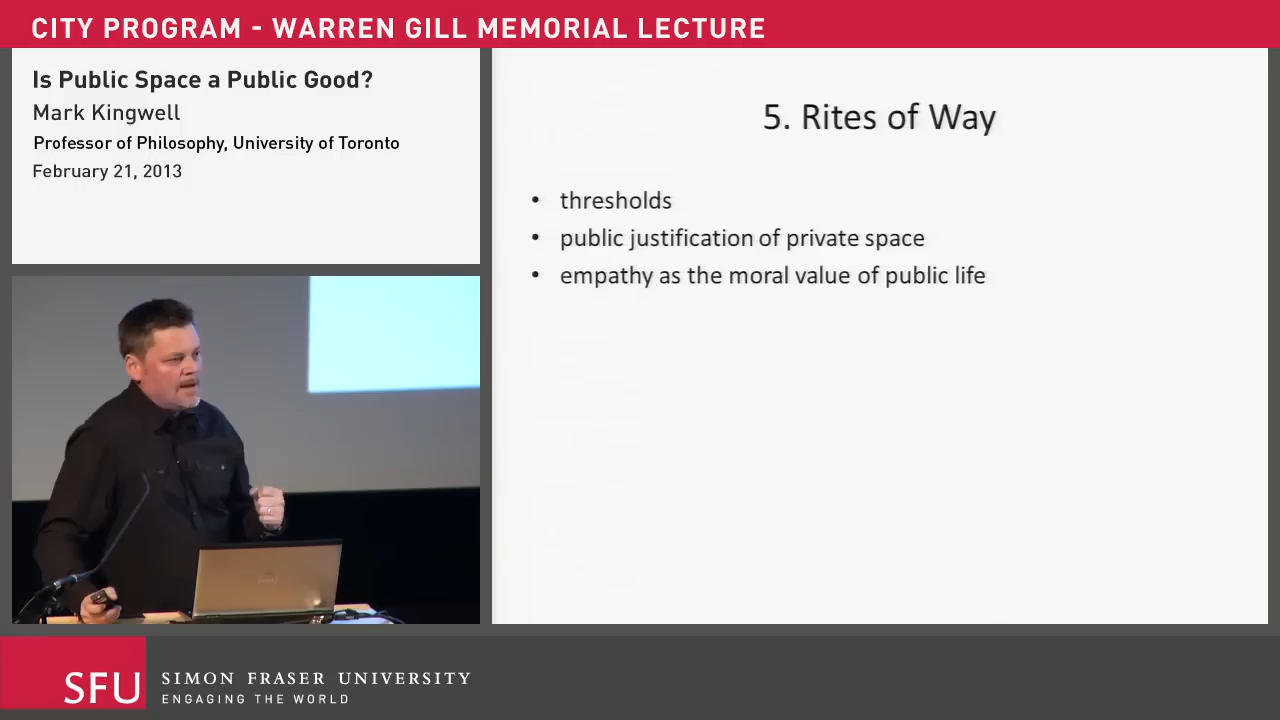 CITY PROGRAM - WARREN GILL MEMORIAL LECTURE
Is Public Space a Public Good?
Mark Kingwell
Professor of Philosophy, University of Toronto
February 21, 2013
5. Rites of Way
• thresholds
• public justification of private space
• empathy as the moral value of public life
SFU
SIMON FRASER UNIVERSITY
ENGAGING THE WORLD